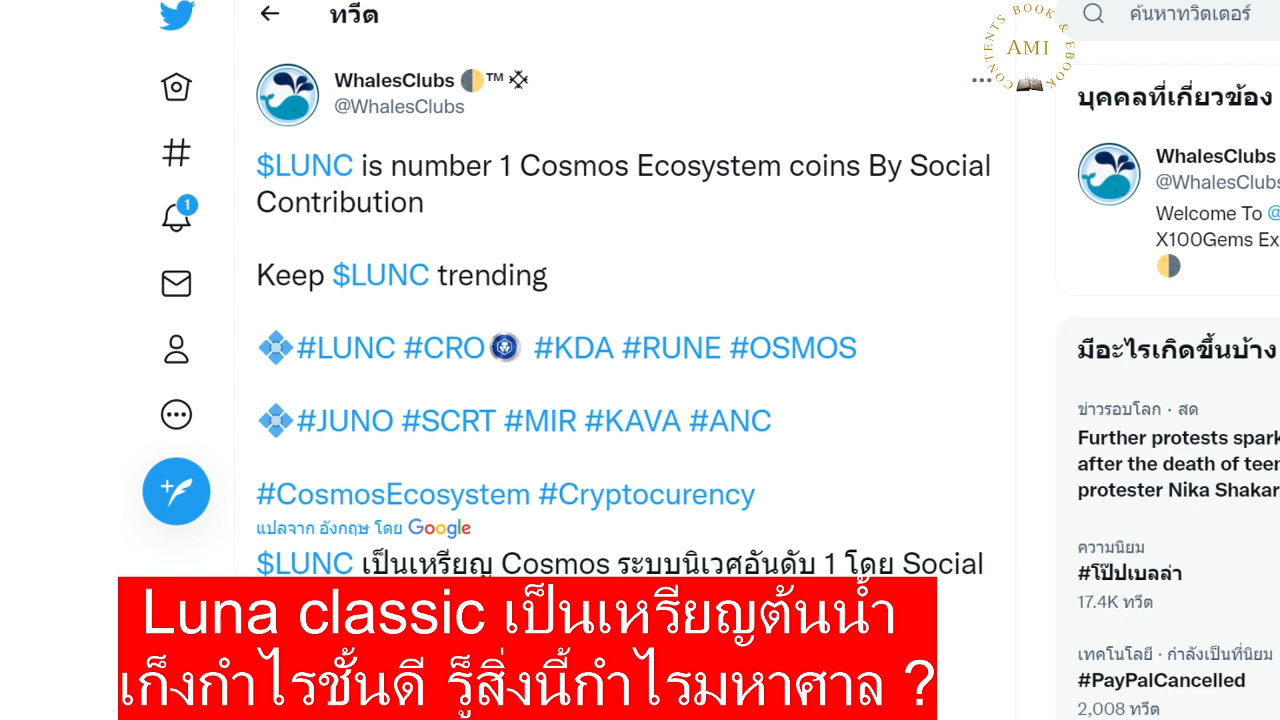 ทวีต
ค้นหาทวิตเตอร์
CONTENTS BOOK & EBOOK
AMI
WhalesClubs 🌓™
@WhalesClubs
$LUNC is number 1 Cosmos Ecosystem coins By Social
Contribution
Keep $LUNC trending
💠#LUNC #CRO #KDA #RUNE #OSMOS
💠#JUNO #SCRT #MIR #KAVA #ANC
#CosmosEcosystem #Cryptocurency
แปลจาก อังกฤษ โดย Google
$LUNC เป็นเหรียญ Cosmos ระบบนิเวศอันดับ 1 โดย Social
Luna classic เป็นเหรียญต้นน้ำ
เก็งกำไรชั้นดี รู็สิ่งนี้กำไรมหาศาล ?
1
บุคคลที่เกี่ยวข้อง
WhalesClubs
@WhalesClubs
Welcome To @
X100Gems Ex
🌓
มีอะไรเกิดขึ้นบ้าง
ข่าวรอบโลก · สด
Further protests spark
after the death of teen
protester Nika Shakar
ความนิยม
#โป๊ปเบลล่า
17.4K ทวีต
เทคโนโลยี · กำลังเป็นที่นิยม
#PayPalCancelled
2,008 ทวีต